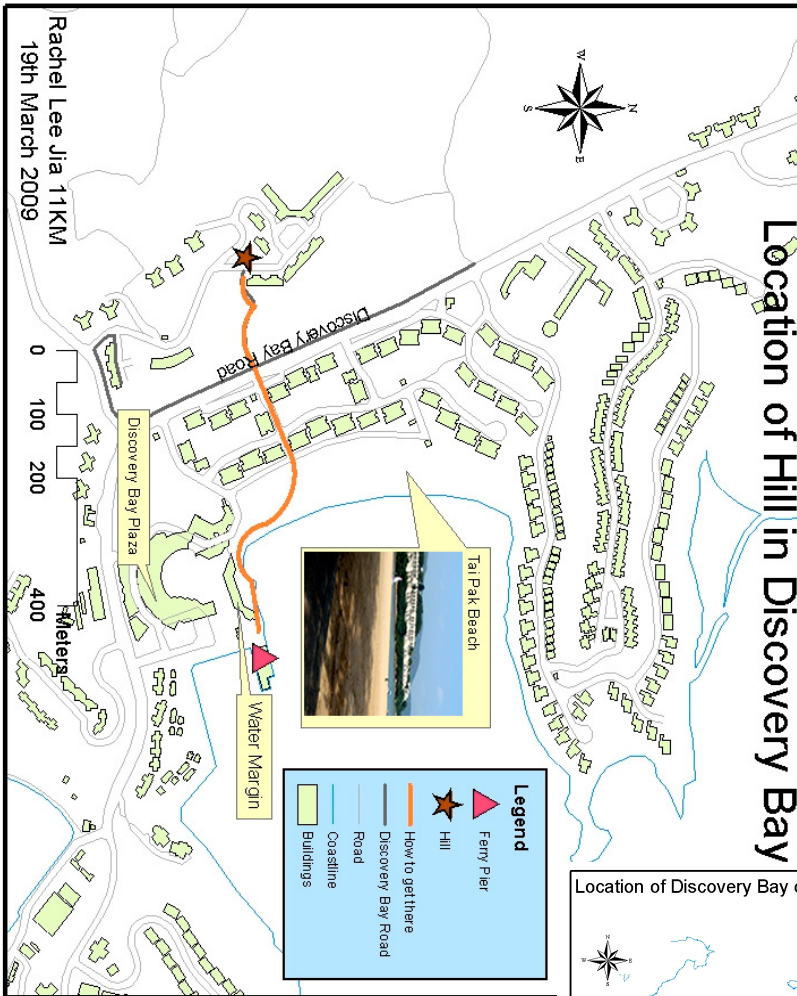 Location of Hill in Discovery Bay
W
N
S
E
Discovery Bay Road
Tai Pak Beach
Discovery Bay Plaza
Water Margin
Legend
Ferry Pier
Hill
How to get there
Discovery Bay Road
Road
Coastline
Buildings
0 100 200 400
Meters
Rachel Lee Jia 11KM
19th March 2009
Location of Discovery Bay